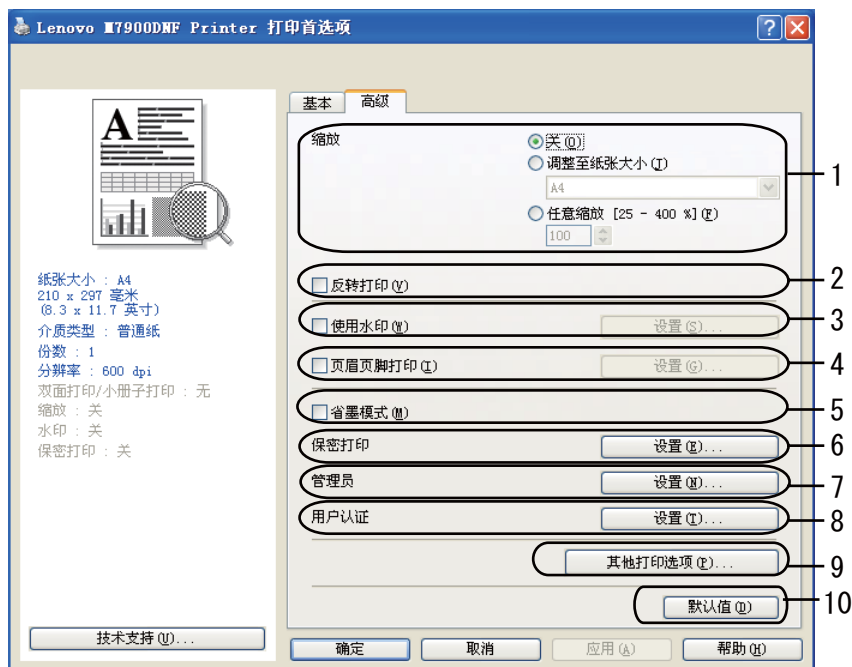 Lenovo M7900DNF Printer 打印首选项
基本 高级
缩放
关(O)
调整至纸张大小(J)
A4
任意缩放 [25 - 400 %](F)
100
1
反转打印(V)
2
使用水印(W) 设置(S)...
3
页眉页脚打印(I) 设置(G)...
4
省墨模式(M)
5
保密打印 设置(E)...
6
管理员 设置(N)...
7
用户认证 设置(T)...
8
其他打印选项(P)...
9
默认值(D)
10
A
纸张大小 : A4
210 x 297 毫米
(8.3 x 11.7 英寸)
介质类型 : 普通纸
份数 : 1
分辨率 : 600 dpi
双面打印/小册子打印 : 无
缩放 : 关
水印 : 关
保密打印 : 关
技术支持(U)...
确定 取消 应用(A) 帮助(H)